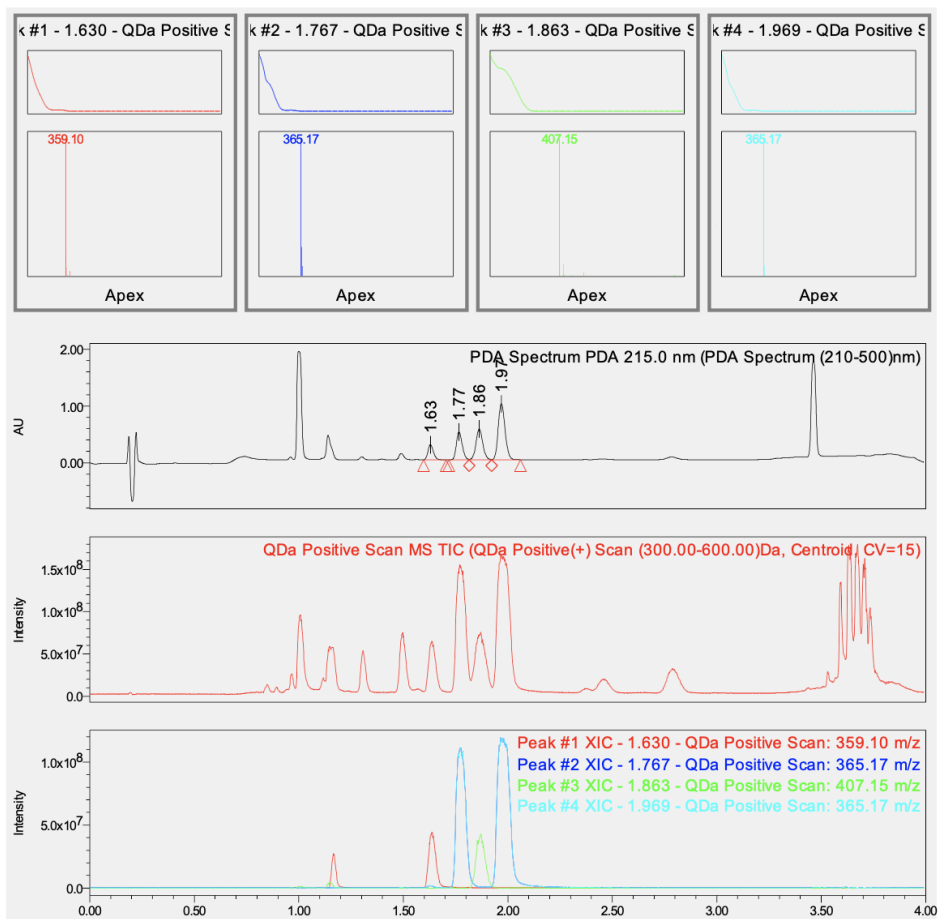 k #1 - 1.630 - QDa Positive S
k #2 - 1.767 - QDa Positive S
k #3 - 1.863 - QDa Positive S
k #4 - 1.969 - QDa Positive S
359.10
365.17
407.15
365.17
Apex
Apex
Apex
Apex
PDA Spectrum PDA 215.0 nm (PDA Spectrum (210-500)nm)
2.00
1.00
0.00
AU
1.63
1.77
1.86
1.97
QDa Positive Scan MS TIC (QDa Positive(+) Scan (300.00-600.00)Da, Centroid, CV=15)
1.5x10⁸
1.0x10⁸
5.0x10⁷
0.0
Intensity
Peak #1 XIC - 1.630 - QDa Positive Scan: 359.10 m/z
Peak #2 XIC - 1.767 - QDa Positive Scan: 365.17 m/z
Peak #3 XIC - 1.863 - QDa Positive Scan: 407.15 m/z
Peak #4 XIC - 1.969 - QDa Positive Scan: 365.17 m/z
1.0x10⁸
5.0x10⁷
0.0
Intensity
0.00 0.50 1.00 1.50 2.00 2.50 3.00 3.50 4.00